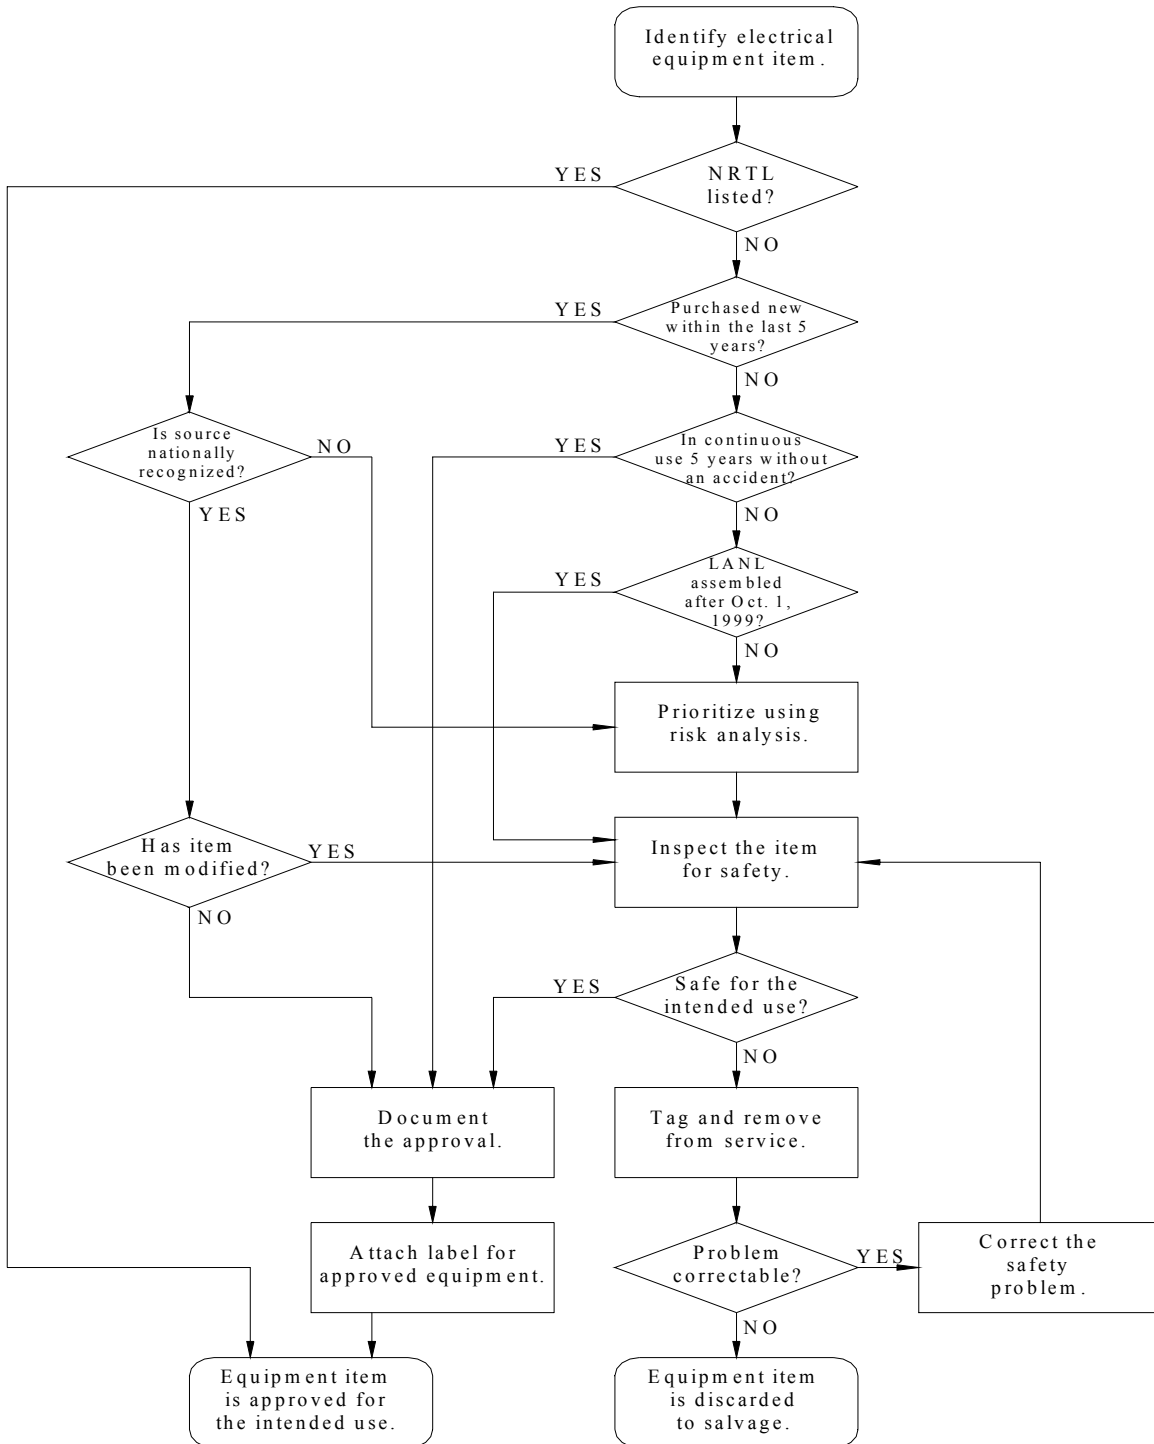 Identify electrical
equipment item.
YES
NRTL
listed?
NO
YES
Purchased new
within the last 5
years?
NO
Is source
nationally
recognized?
NO
YES
YES
In continuous
use 5 years without
an accident?
NO
YES
LANL
assembled
after Oct. 1,
1999?
NO
Prioritize using
risk analysis.
Has item
been modified?
YES
NO
Inspect the item
for safety.
YES
Safe for the
intended use?
NO
Document
the approval.
Tag and remove
from service.
Attach label for
approved equipment.
Problem
correctable?
YES
NO
Correct the
safety
problem.
Equipment item
is approved for
the intended use.
Equipment item
is discarded
to salvage.